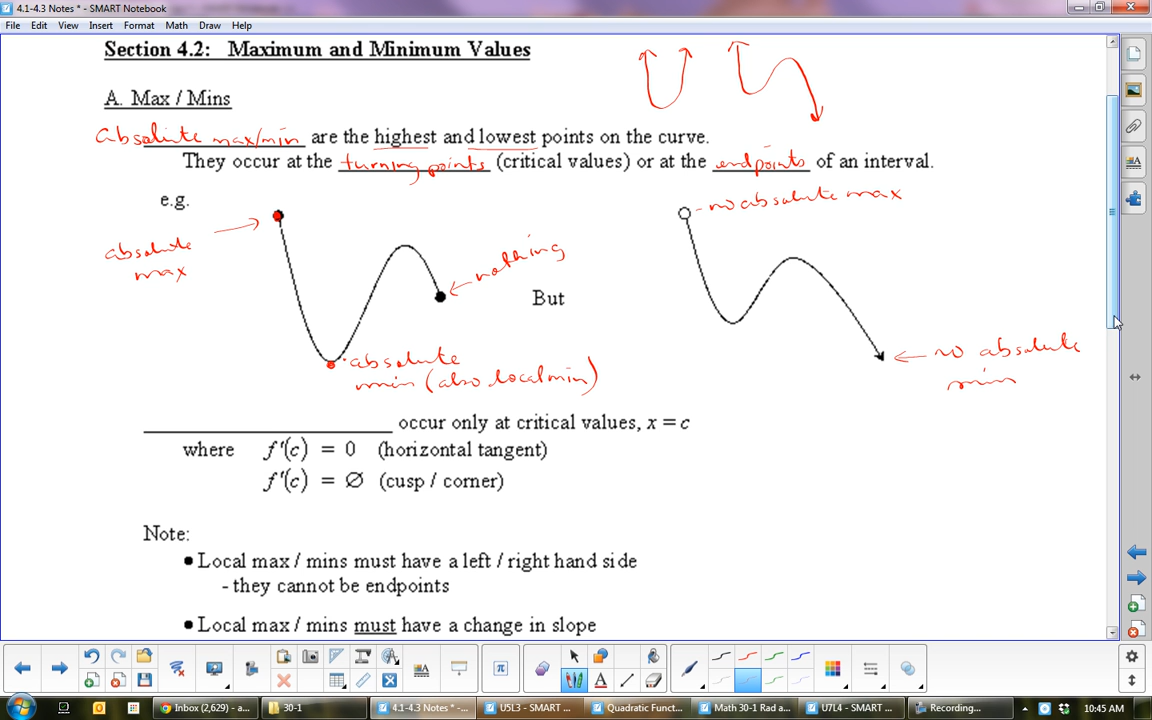 4.1-4.3 Notes * - SMART Notebook
File Edit View Insert Format Math Draw Help
Section 4.2: Maximum and Minimum Values
A. Max / Mins
absolute max/min are the highest and lowest points on the curve.
They occur at the turning points (critical values) or at the endpoints of an interval.
e.g.
no absolute max
absolute
max
nothing
But
absolute
min (also local min)
no absolute
min
occur only at critical values, x = c
where f'(c) = 0 (horizontal tangent)
f'(c) = ∅ (cusp / corner)
Note:
• Local max / mins must have a left / right hand side
- they cannot be endpoints
• Local max / mins must have a change in slope
Inbox (2,629) - a... 30-1 4.1-4.3 Notes * -... U5L3 - SMART ... Quadratic Funct... Math 30-1 Rad a... U7L4 - SMART ... Recording... 10:45 AM